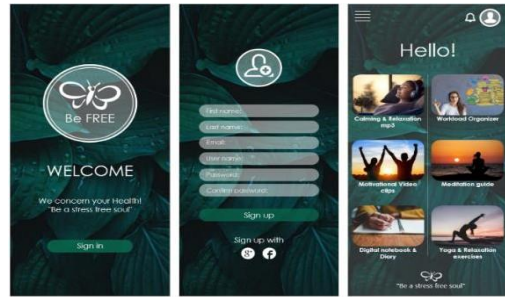 Be FREE
WELCOME
We concern your Health!
"Be a stress free soul"
Sign in
First name:
Last name:
Email:
User name:
Password:
Confirm password:
Sign up
Sign up with
Hello!
Calming & Relaxation
mp3
Workload Organizer
Motivational Video
clips
Meditation guide
Digital notebook &
Diary
Yoga & Relaxation
exercises
"Be a stress free soul"